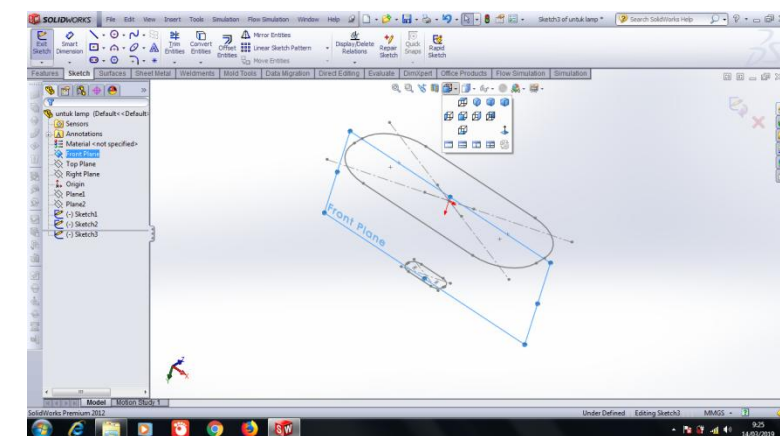 SOLIDWORKS File Edit View Insert Tools Simulation Flow Simulation Window Help Sketch3 of untuk lamp * Search SolidWorks Help
Exit Sketch
Smart Dimension
Trim Entities
Convert Entities
Offset Entities
Mirror Entities
Linear Sketch Pattern
Move Entities
Display/Delete Relations
Repair Sketch
Quick Snaps
Rapid Sketch
Features Sketch Surfaces Sheet Metal Weldments Mold Tools Data Migration Direct Editing Evaluate DimXpert Office Products Flow Simulation Simulation
untuk lamp (Default<<Default
Sensors
Annotations
Material <not specified>
Front Plane
Top Plane
Right Plane
Origin
Plane1
Plane2
(-) Sketch1
(-) Sketch2
(-) Sketch3
Front Plane
Model Motion Study 1
SolidWorks Premium 2012 Under Defined Editing Sketch3 MMGS
9:25
14/03/2019